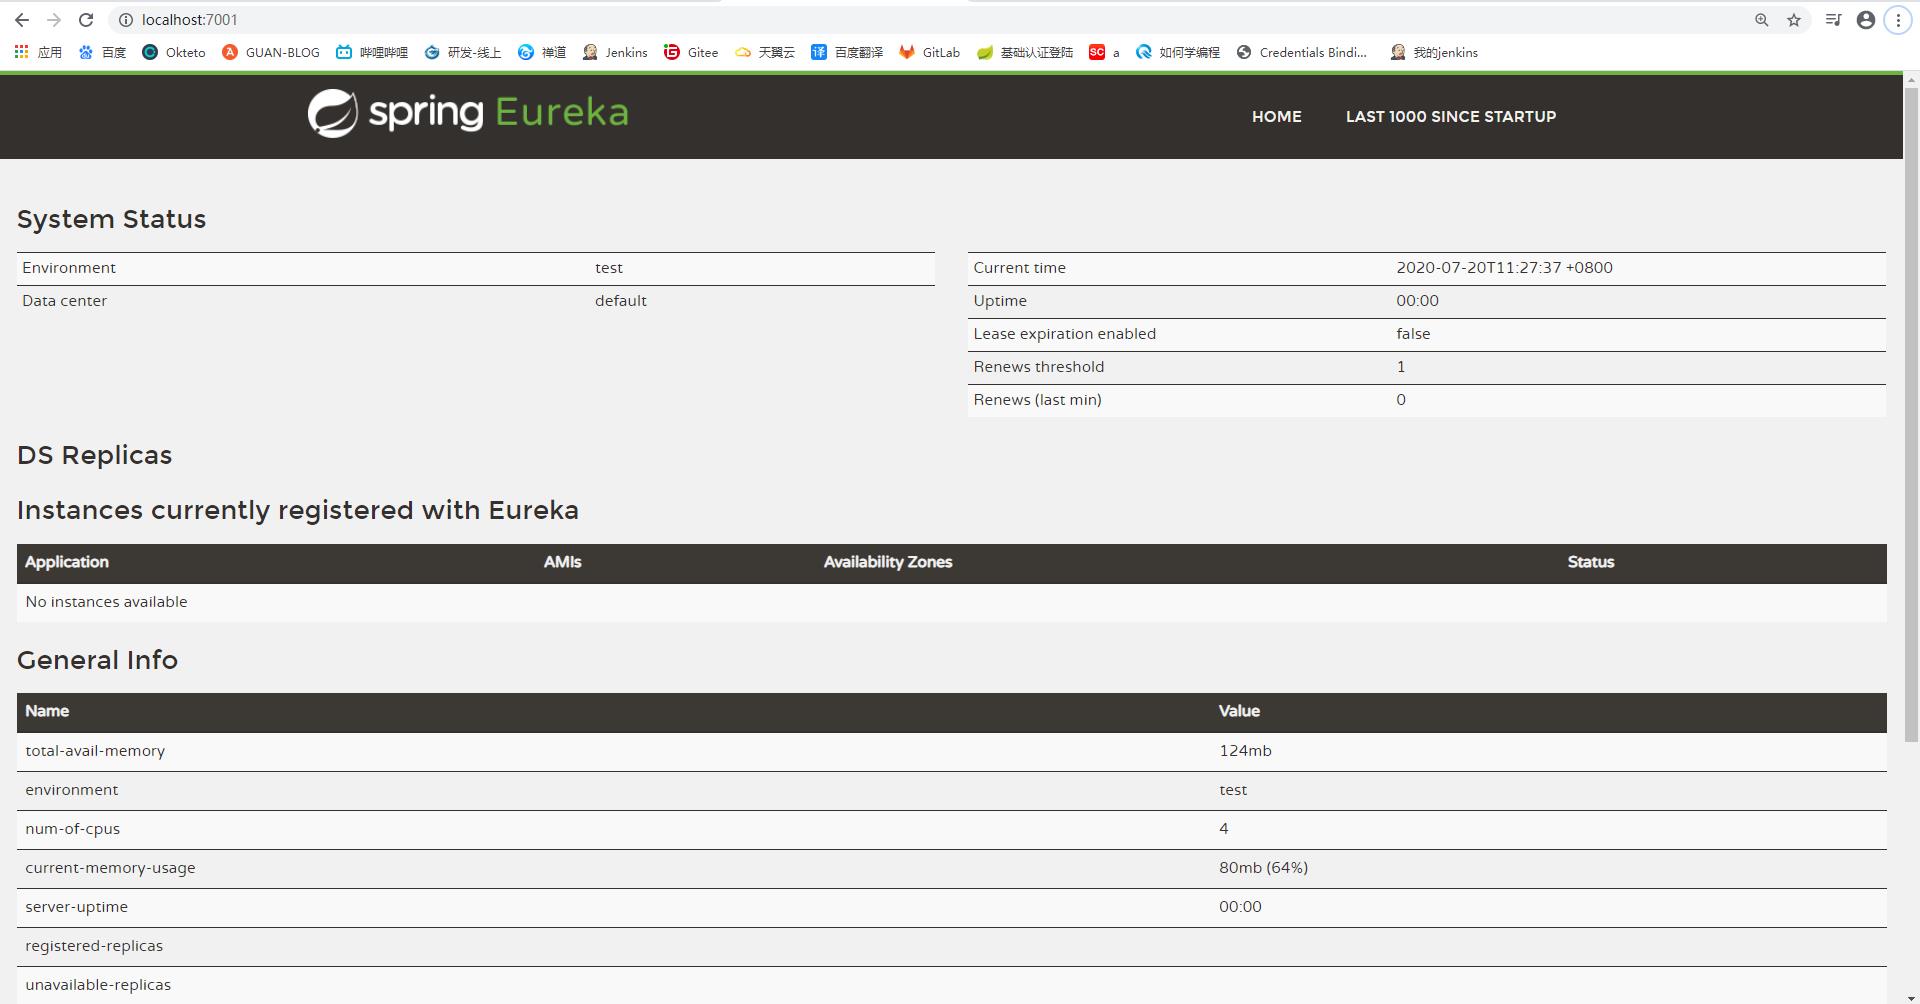 localhost:7001
应用 百度 Okteto GUAN-BLOG 哔哩哔哩 研发-线上 禅道 Jenkins Gitee 天翼云 译 百度翻译 GitLab 基础认证登陆 SC a 如何学编程 Credentials Bindi... 我的jenkins
spring Eureka HOME LAST 1000 SINCE STARTUP
System Status
Environment test
Data center default
Current time 2020-07-20T11:27:37 +0800
Uptime 00:00
Lease expiration enabled false
Renews threshold 1
Renews (last min) 0
DS Replicas
Instances currently registered with Eureka
Application AMIs Availability Zones Status
No instances available
General Info
Name Value
total-avail-memory 124mb
environment test
num-of-cpus 4
current-memory-usage 80mb (64%)
server-uptime 00:00
registered-replicas
unavailable-replicas